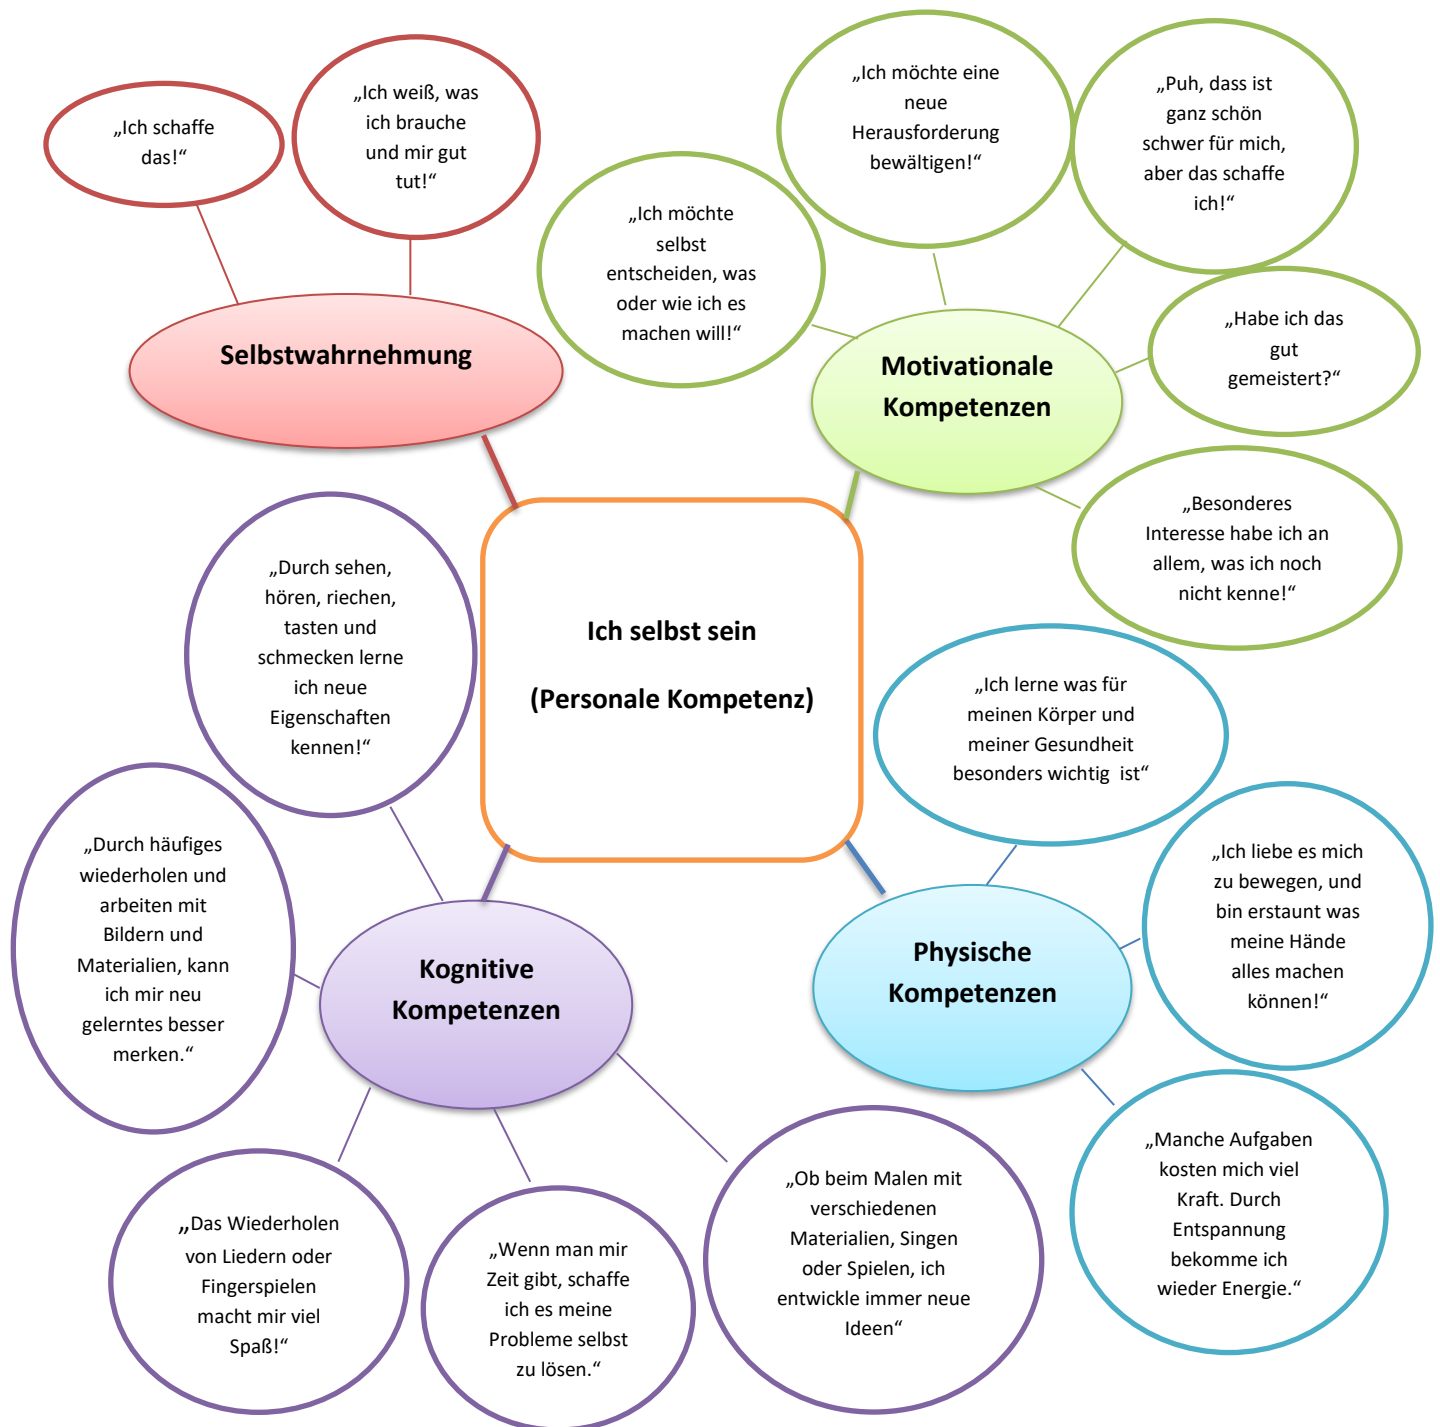 „Ich schaffe
das!“
„Ich weiß, was
ich brauche
und mir gut
tut!“
Selbstwahrnehmung
„Ich möchte
selbst
entscheiden, was
oder wie ich es
machen will!“
„Ich möchte eine
neue
Herausforderung
bewältigen!“
„Puh, dass ist
ganz schön
schwer für mich,
aber das schaffe
ich!“
„Habe ich das
gut
gemeistert?“
Motivationale
Kompetenzen
„Besonderes
Interesse habe ich an
allem, was ich noch
nicht kenne!“
Ich selbst sein
(Personale Kompetenz)
„Durch sehen,
hören, riechen,
tasten und
schmecken lerne
ich neue
Eigenschaften
kennen!“
„Durch häufiges
wiederholen und
arbeiten mit
Bildern und
Materialien, kann
ich mir neu
gelerntes besser
merken.“
Kognitive
Kompetenzen
„Das Wiederholen
von Liedern oder
Fingerspielen
macht mir viel
Spaß!“
„Wenn man mir
Zeit gibt, schaffe
ich es meine
Probleme selbst
zu lösen.“
„Ob beim Malen mit
verschiedenen
Materialien, Singen
oder Spielen, ich
entwickle immer neue
Ideen“
„Ich lerne was für
meinen Körper und
meiner Gesundheit
besonders wichtig  ist“
„Ich liebe es mich
zu bewegen, und
bin erstaunt was
meine Hände
alles machen
können!“
Physische
Kompetenzen
„Manche Aufgaben
kosten mich viel
Kraft. Durch
Entspannung
bekomme ich
wieder Energie.“